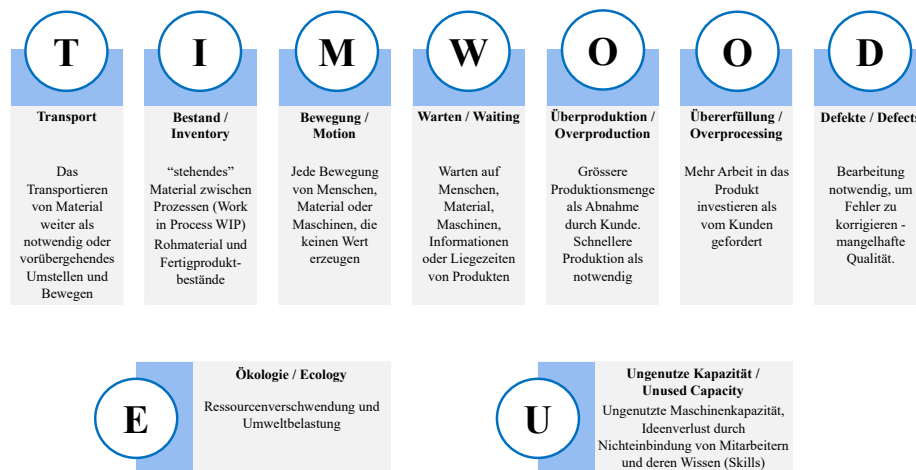 T
Transport
Das
Transportieren
von Material
weiter als
notwendig oder
vorübergehendes
Umstellen und
Bewegen
I
Bestand /
Inventory
“stehendes”
Material zwischen
Prozessen (Work
in Process WIP)
Rohmaterial und
Fertigprodukt-
bestände
M
Bewegung /
Motion
Jede Bewegung
von Menschen,
Material oder
Maschinen, die
keinen Wert
erzeugen
W
Warten / Waiting
Warten auf
Menschen,
Material,
Maschinen,
Informationen
oder Liegezeiten
von Produkten
O
Überproduktion /
Overproduction
Grössere
Produktionsmenge
als Abnahme
durch Kunde.
Schnellere
Produktion als
notwendig
O
Übererfüllung /
Overprocessing
Mehr Arbeit in das
Produkt
investieren als
vom Kunden
gefordert
D
Defekte / Defects
Bearbeitung
notwendig, um
Fehler zu
korrigieren -
mangelhafte
Qualität.
E
Ökologie / Ecology
Ressourcenverschwendung und
Umweltbelastung
U
Ungenutze Kapazität /
Unused Capacity
Ungenutzte Maschinenkapazität,
Ideenverlust durch
Nichteinbindung von Mitarbeitern
und deren Wissen (Skills)